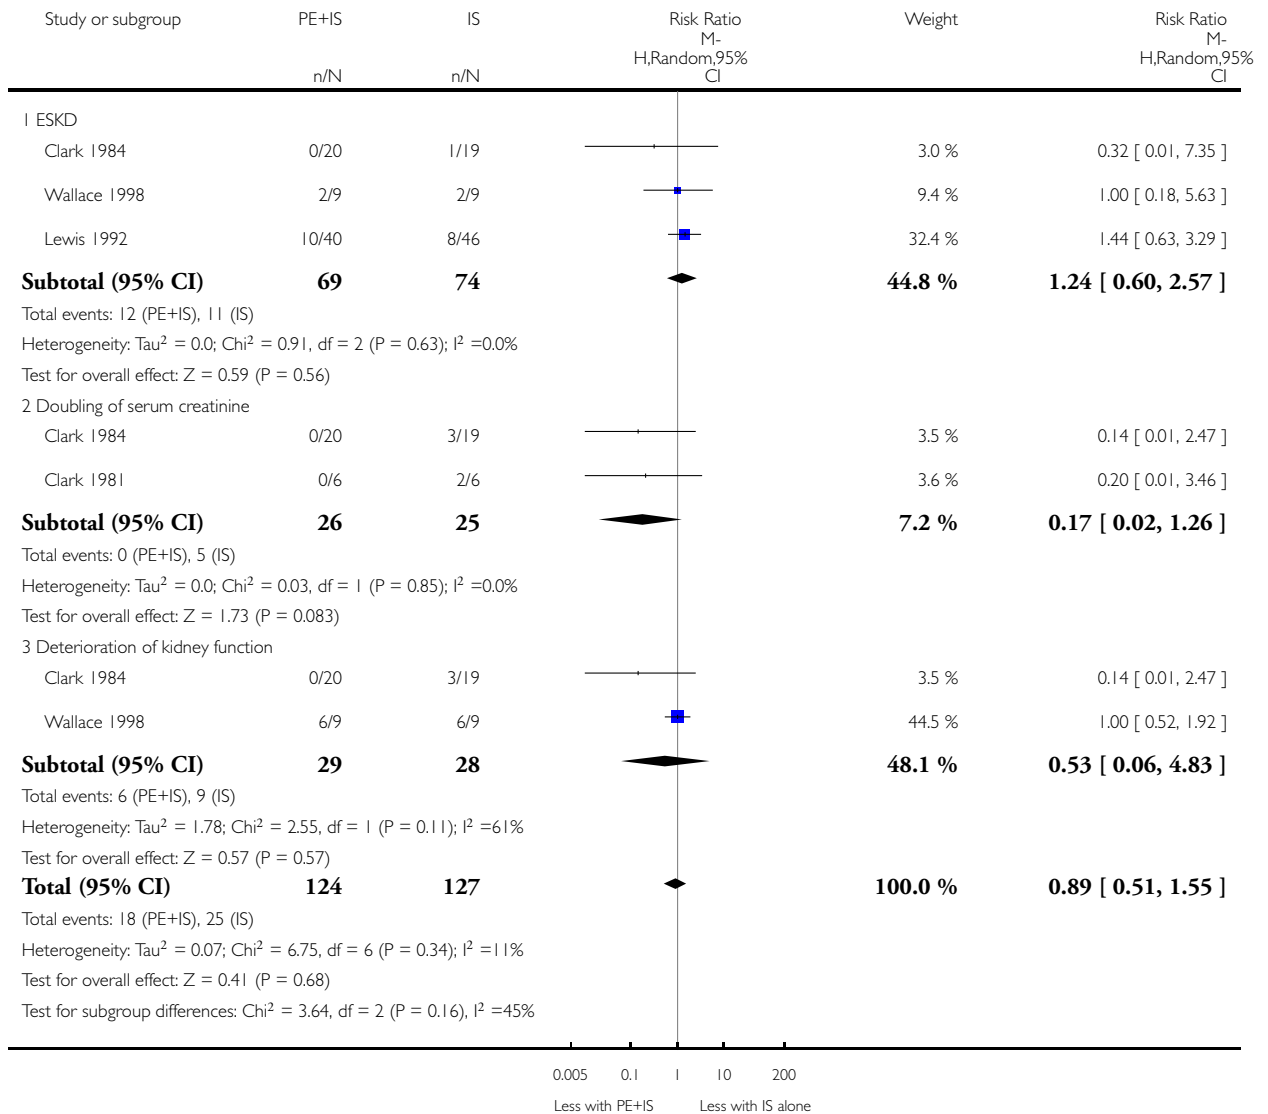 Study or subgroup PE+IS IS Risk Ratio Weight Risk Ratio
M- M-
H,Random,95% H,Random,95%
n/N n/N CI CI
1 ESKD
Clark 1984 0/20 1/19 3.0 % 0.32 [ 0.01, 7.35 ]
Wallace 1998 2/9 2/9 9.4 % 1.00 [ 0.18, 5.63 ]
Lewis 1992 10/40 8/46 32.4 % 1.44 [ 0.63, 3.29 ]
Subtotal (95% CI) 69 74 44.8 % 1.24 [ 0.60, 2.57 ]
Total events: 12 (PE+IS), 11 (IS)
Heterogeneity: Tau² = 0.0; Chi² = 0.91, df = 2 (P = 0.63); I² =0.0%
Test for overall effect: Z = 0.59 (P = 0.56)
2 Doubling of serum creatinine
Clark 1984 0/20 3/19 3.5 % 0.14 [ 0.01, 2.47 ]
Clark 1981 0/6 2/6 3.6 % 0.20 [ 0.01, 3.46 ]
Subtotal (95% CI) 26 25 7.2 % 0.17 [ 0.02, 1.26 ]
Total events: 0 (PE+IS), 5 (IS)
Heterogeneity: Tau² = 0.0; Chi² = 0.03, df = 1 (P = 0.85); I² =0.0%
Test for overall effect: Z = 1.73 (P = 0.083)
3 Deterioration of kidney function
Clark 1984 0/20 3/19 3.5 % 0.14 [ 0.01, 2.47 ]
Wallace 1998 6/9 6/9 44.5 % 1.00 [ 0.52, 1.92 ]
Subtotal (95% CI) 29 28 48.1 % 0.53 [ 0.06, 4.83 ]
Total events: 6 (PE+IS), 9 (IS)
Heterogeneity: Tau² = 1.78; Chi² = 2.55, df = 1 (P = 0.11); I² =61%
Test for overall effect: Z = 0.57 (P = 0.57)
Total (95% CI) 124 127 100.0 % 0.89 [ 0.51, 1.55 ]
Total events: 18 (PE+IS), 25 (IS)
Heterogeneity: Tau² = 0.07; Chi² = 6.75, df = 6 (P = 0.34); I² =11%
Test for overall effect: Z = 0.41 (P = 0.68)
Test for subgroup differences: Chi² = 3.64, df = 2 (P = 0.16), I² =45%
0.005 0.1 1 10 200
Less with PE+IS Less with IS alone